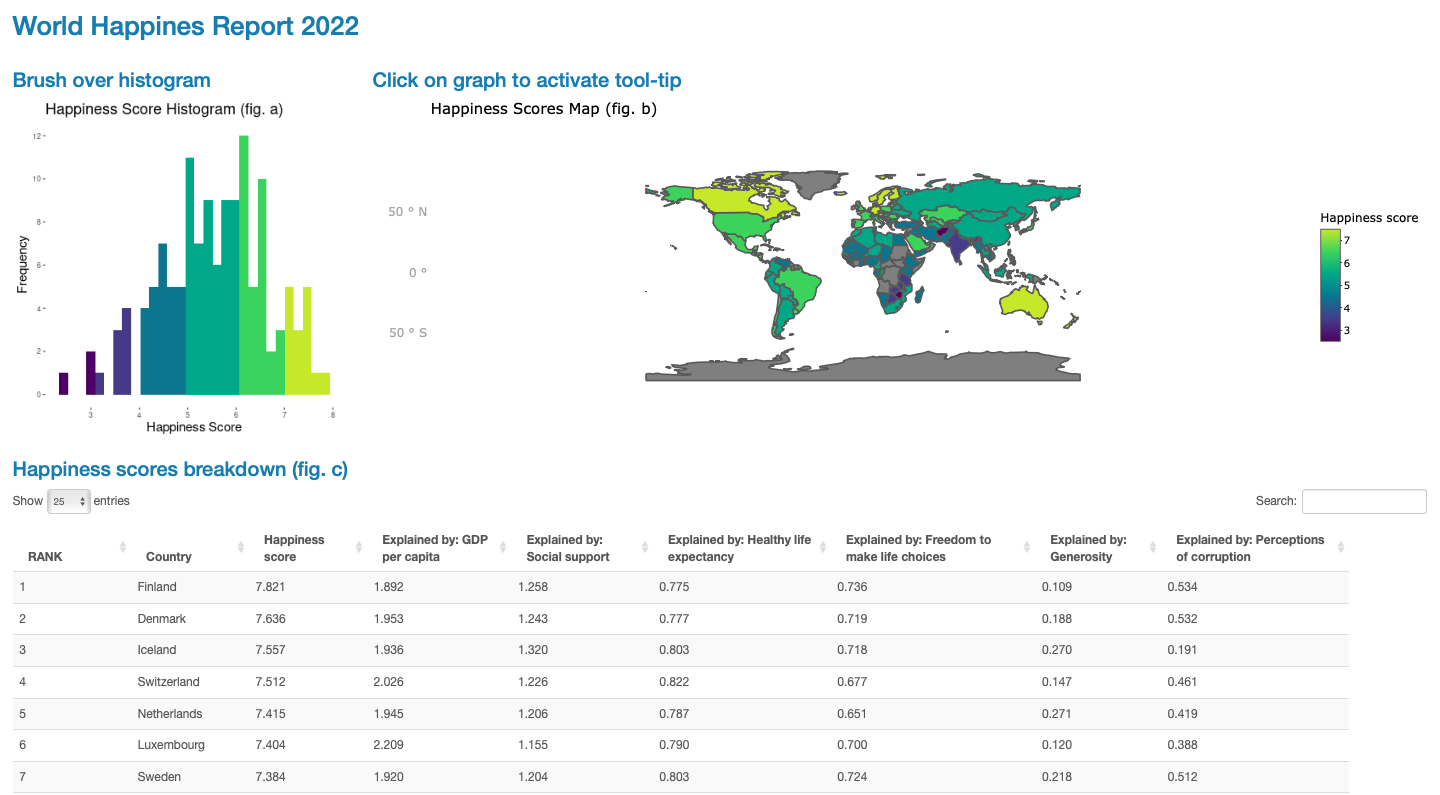 World Happines Report 2022
Brush over histogram
Click on graph to activate tool-tip
Happiness Score Histogram (fig. a)
12
10
8
6
4
2
0
Frequency
3 4 5 6 7 8
Happiness Score
Happiness Scores Map (fig. b)
50 ° N
0 °
50 ° S
Happiness score
7
6
5
4
3
Happiness scores breakdown (fig. c)
Show 25 entries
Search:
RANK Country Happiness score Explained by: GDP per capita Explained by: Social support Explained by: Healthy life expectancy Explained by: Freedom to make life choices Explained by: Generosity Explained by: Perceptions of corruption
1 Finland 7.821 1.892 1.258 0.775 0.736 0.109 0.534
2 Denmark 7.636 1.953 1.243 0.777 0.719 0.188 0.532
3 Iceland 7.557 1.936 1.320 0.803 0.718 0.270 0.191
4 Switzerland 7.512 2.026 1.226 0.822 0.677 0.147 0.461
5 Netherlands 7.415 1.945 1.206 0.787 0.651 0.271 0.419
6 Luxembourg 7.404 2.209 1.155 0.790 0.700 0.120 0.388
7 Sweden 7.384 1.920 1.204 0.803 0.724 0.218 0.512